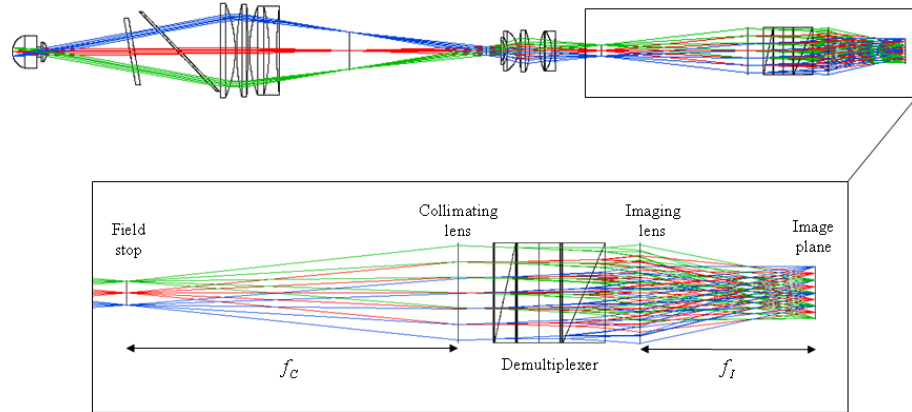 Field
stop
Collimating
lens
Imaging
lens
Image
plane
Demultiplexer
f_C
f_I